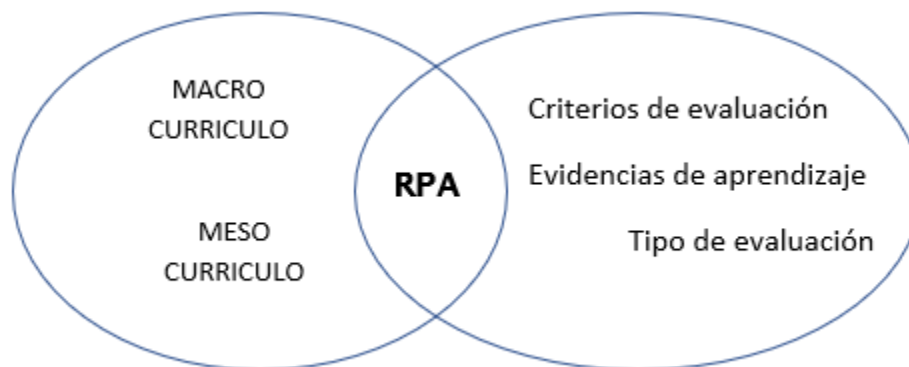 MACRO
CURRICULO
MESO
CURRICULO
RPA
Criterios de evaluación
Evidencias de aprendizaje
Tipo de evaluación